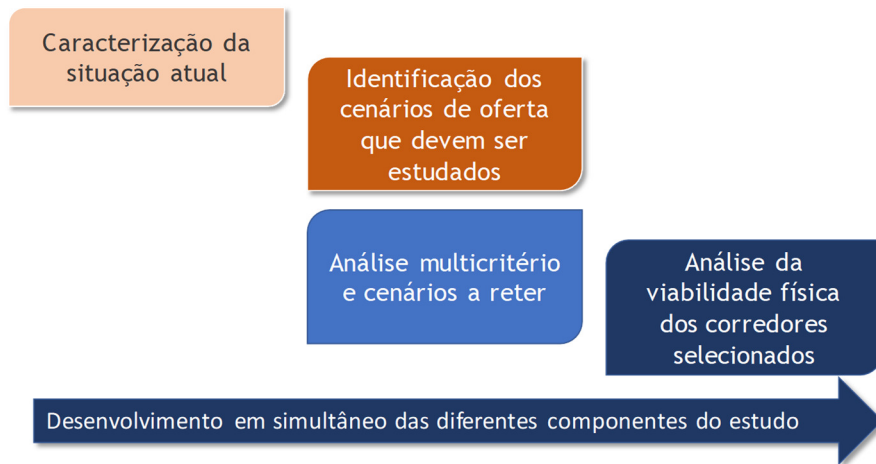 Caracterização da
situação atual
Identificação dos
cenários de oferta
que devem ser
estudados
Análise multicritério
e cenários a reter
Análise da
viabilidade física
dos corredores
selecionados
Desenvolvimento em simultâneo das diferentes componentes do estudo